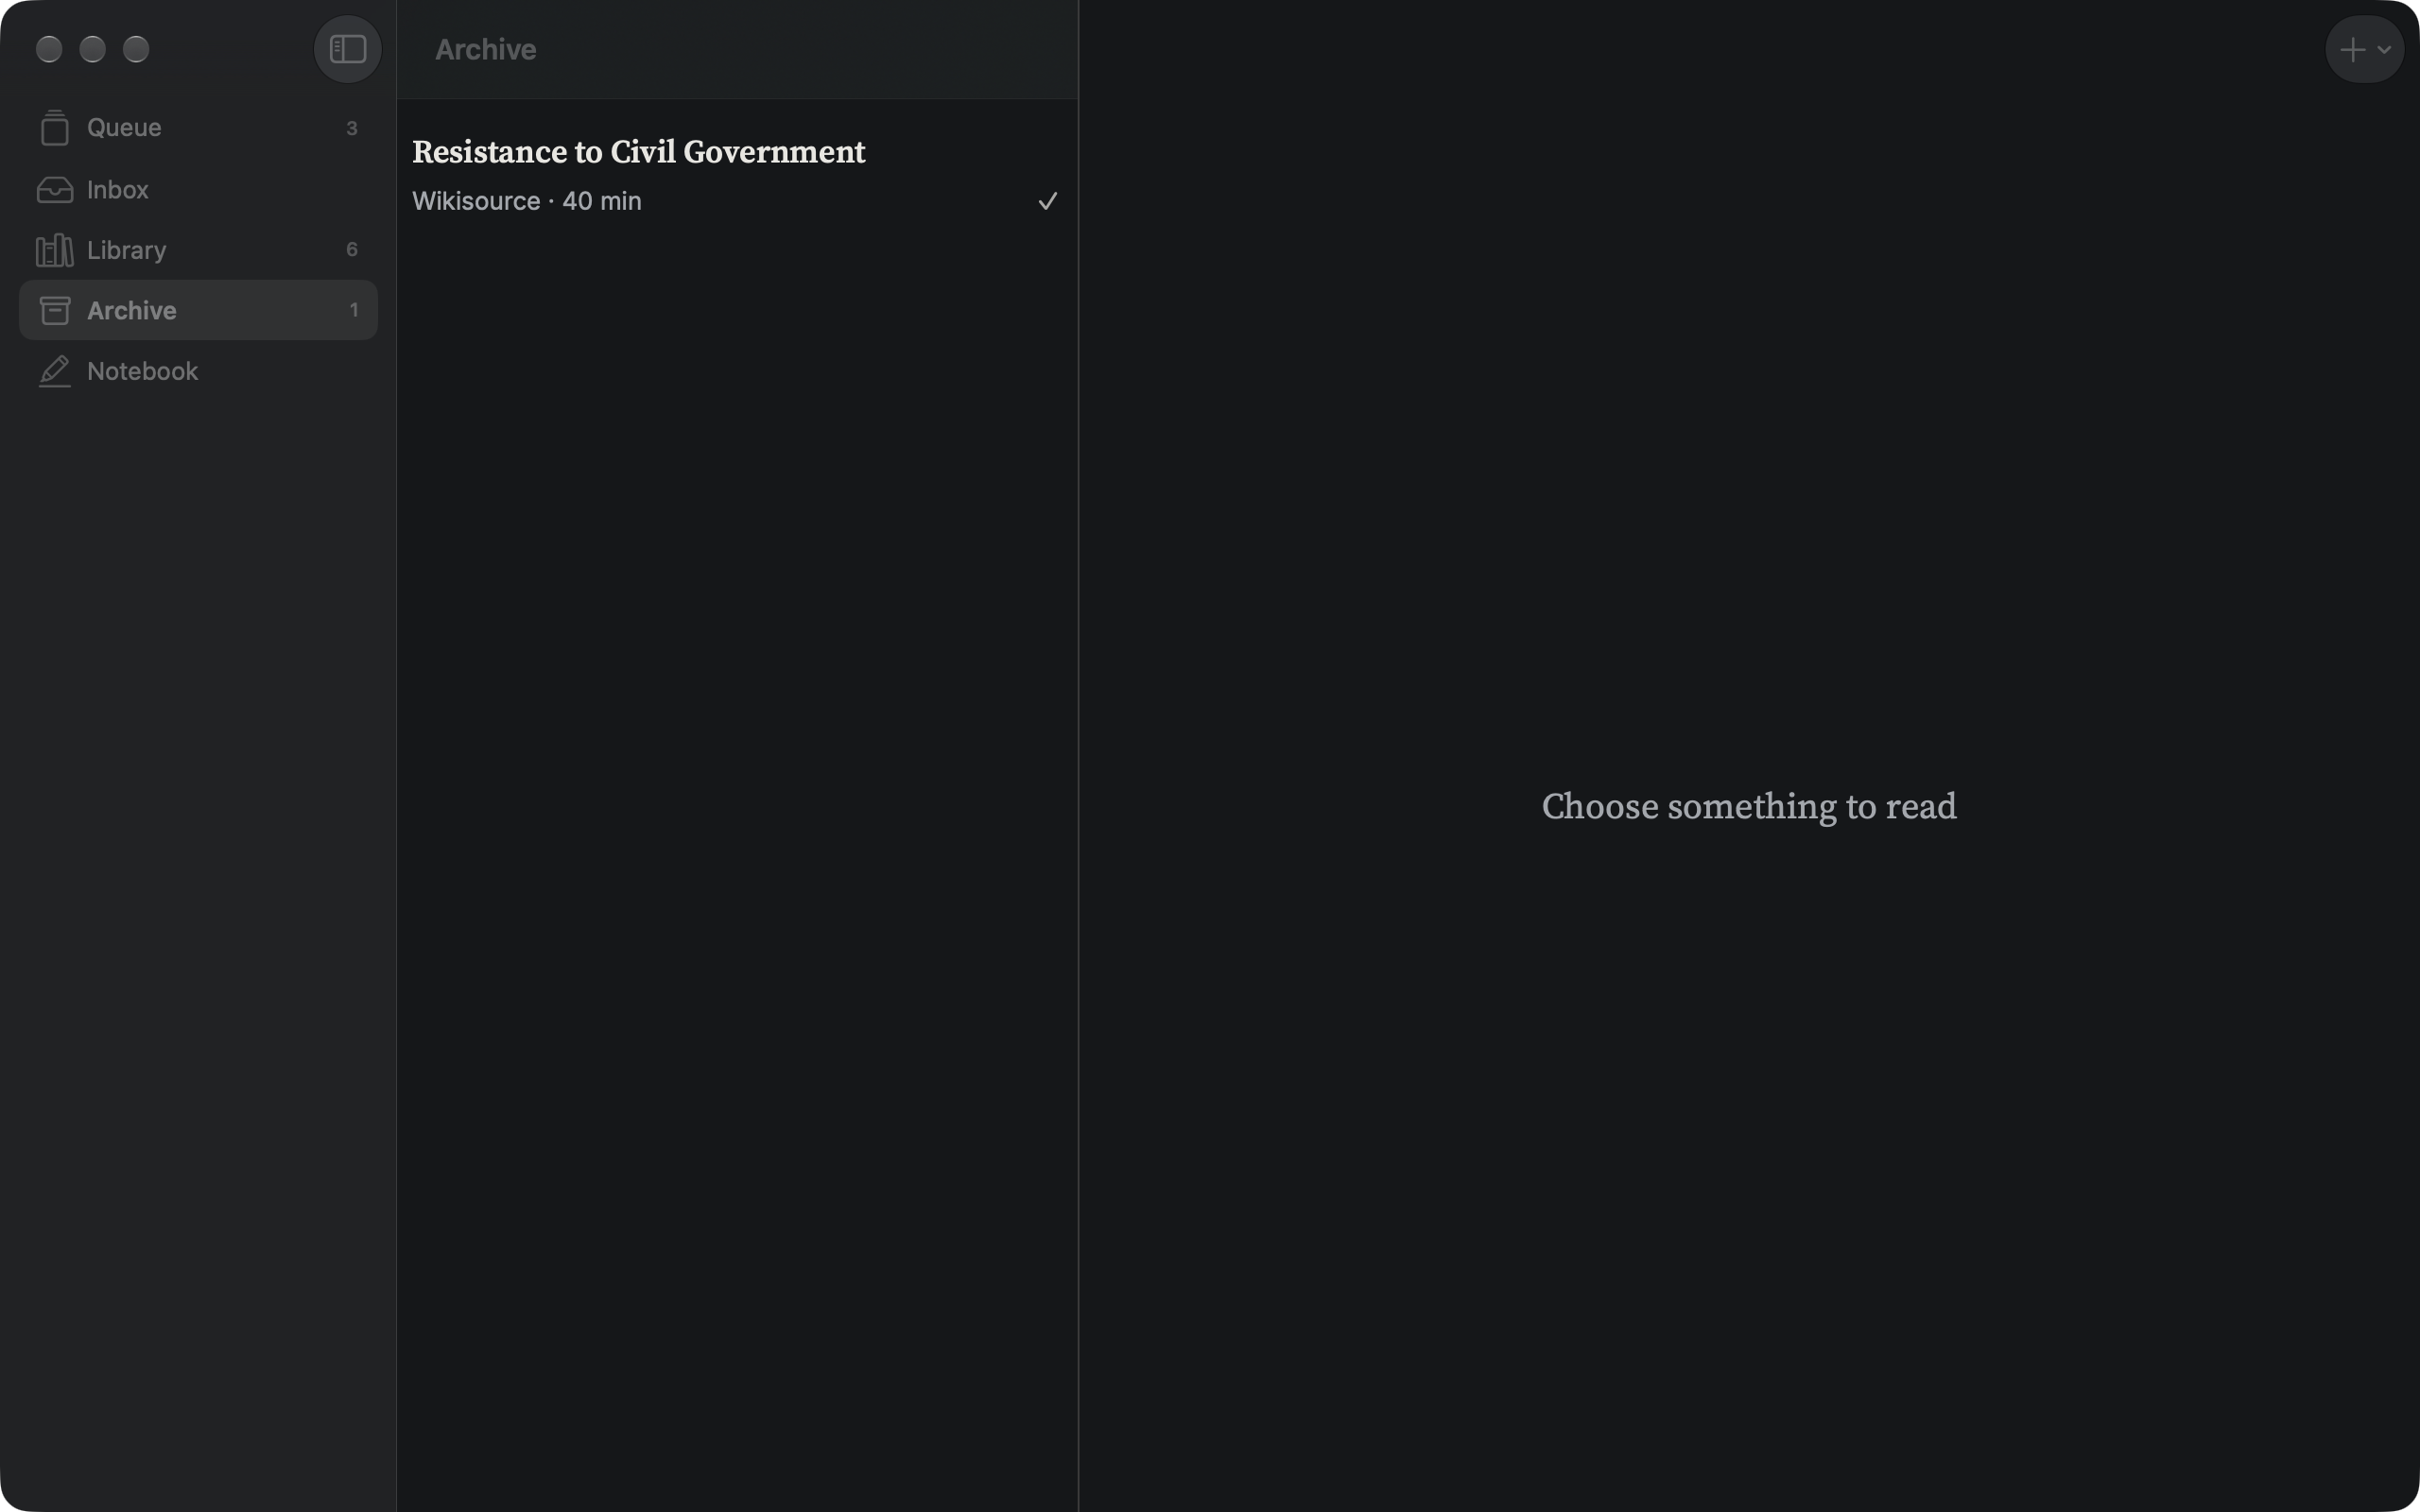 Queue 3
Inbox
Library 6
Archive 1
Notebook
Archive
Resistance to Civil Government
Wikisource · 40 min
Choose something to read